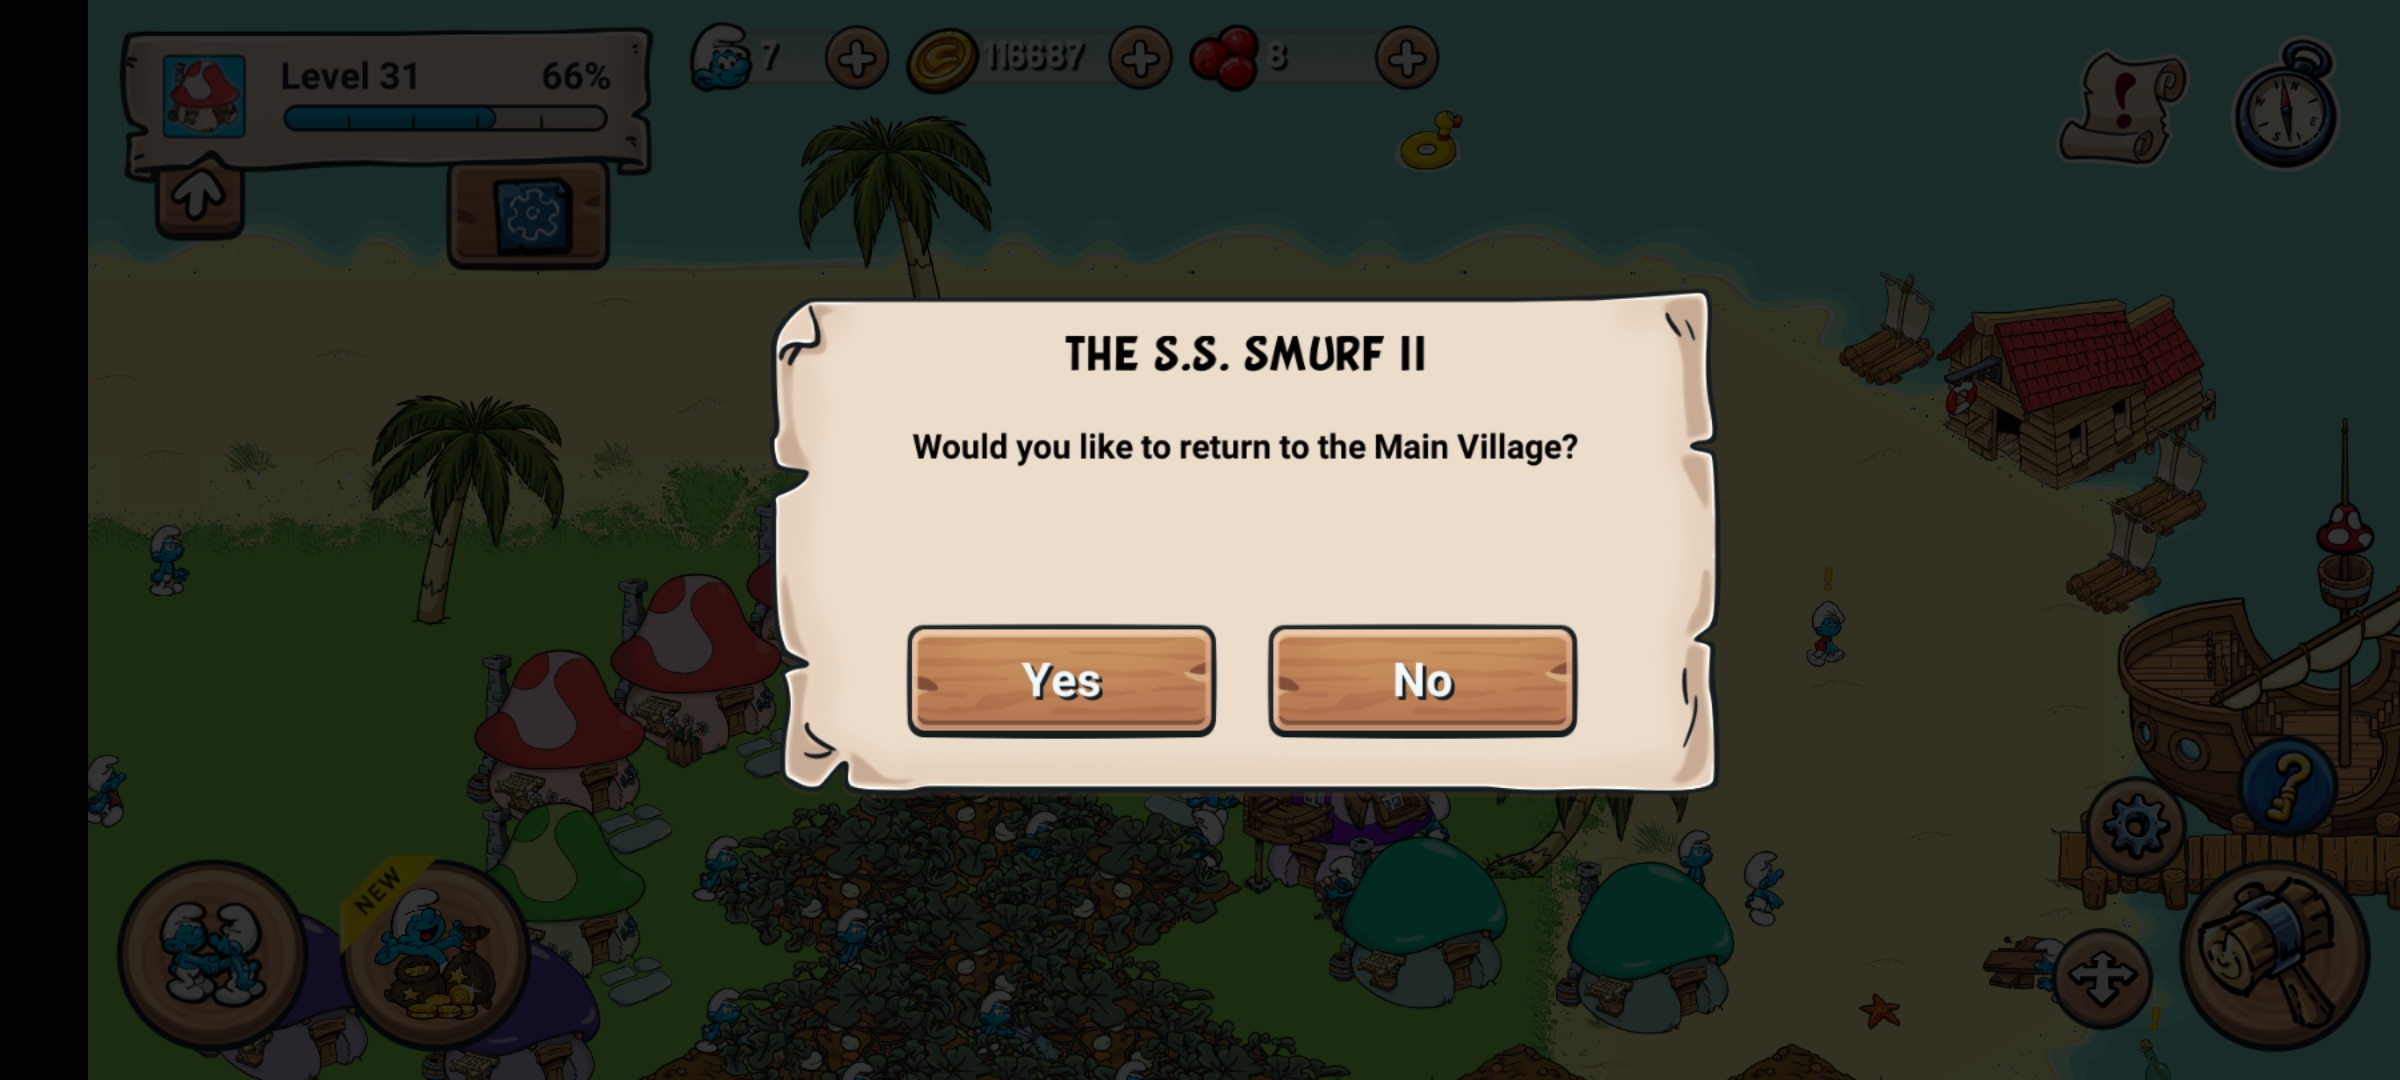 Level 31 66%
7
116687
8
THE S.S. SMURF II
Would you like to return to the Main Village?
Yes
No
NEW